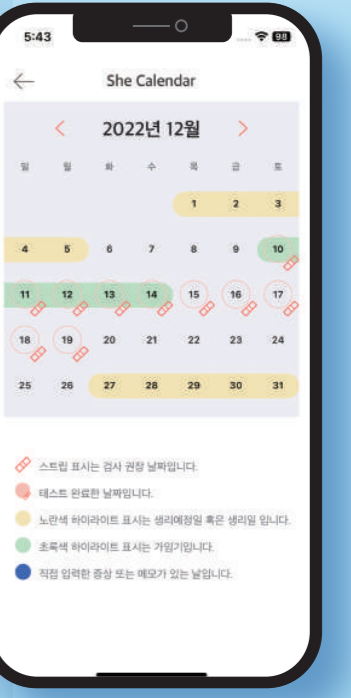 5:43
98
She Calendar
2022년 12월
일 월 화 수 목 금 토
1 2 3
4 5 6 7 8 9 10
11 12 13 14 15 16 17
18 19 20 21 22 23 24
25 26 27 28 29 30 31
스트립 표시는 검사 권장 날짜입니다.
테스트 완료한 날짜입니다.
노란색 하이라이트 표시는 생리예정일 혹은 생리일 입니다.
초록색 하이라이트 표시는 가임기입니다.
직접 입력한 증상 또는 메모가 있는 날입니다.